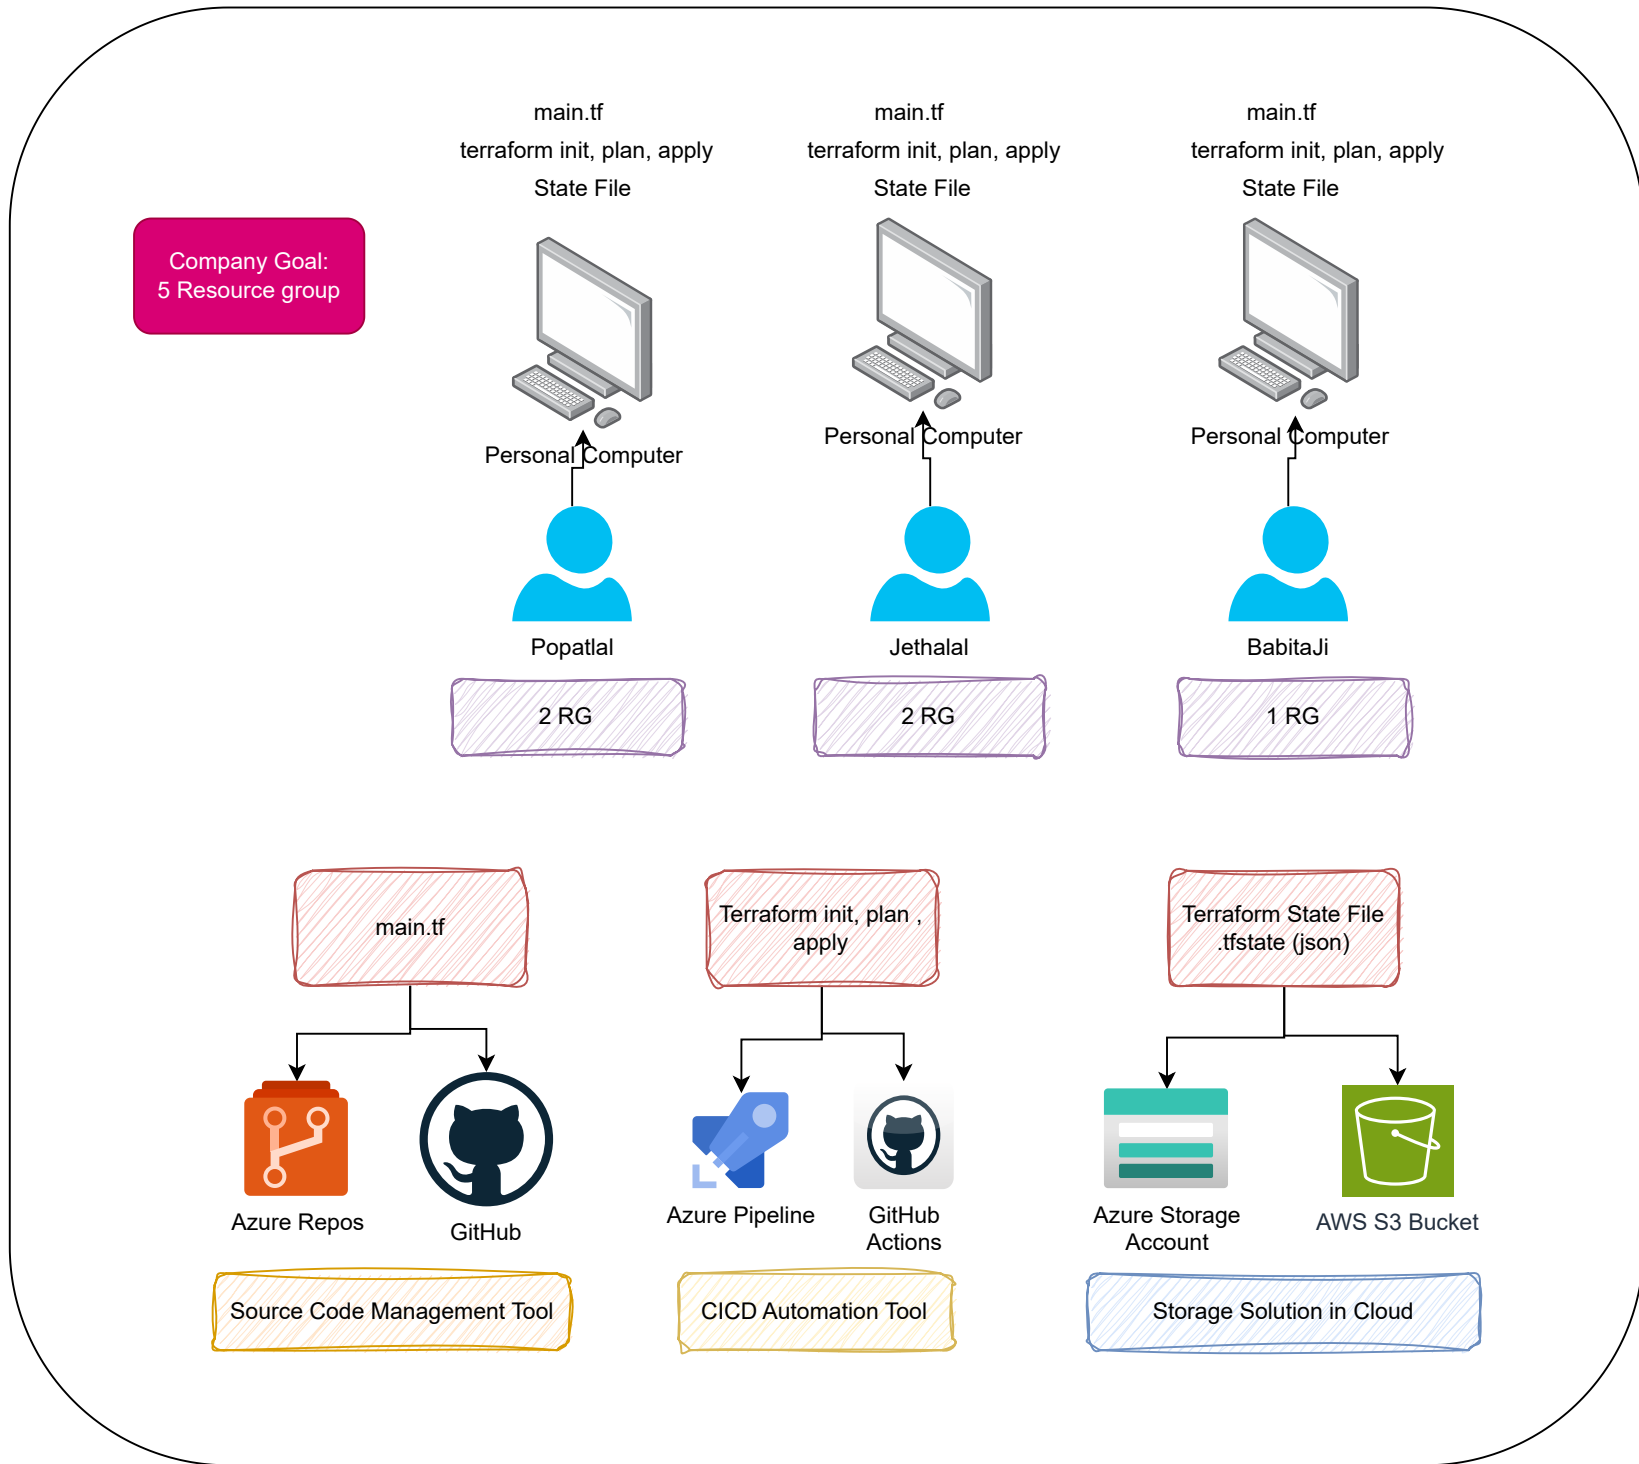 main.tf
terraform init, plan, apply
State File
main.tf
terraform init, plan, apply
State File
main.tf
terraform init, plan, apply
State File
Company Goal:
5 Resource group
Personal Computer
Personal Computer
Personal Computer
Popatlal
Jethalal
BabitaJi
2 RG
2 RG
1 RG
main.tf
Terraform init, plan ,
apply
Terraform State File
.tfstate (json)
Azure Repos
GitHub
Azure Pipeline
GitHub
Actions
Azure Storage
Account
AWS S3 Bucket
Source Code Management Tool
CICD Automation Tool
Storage Solution in Cloud